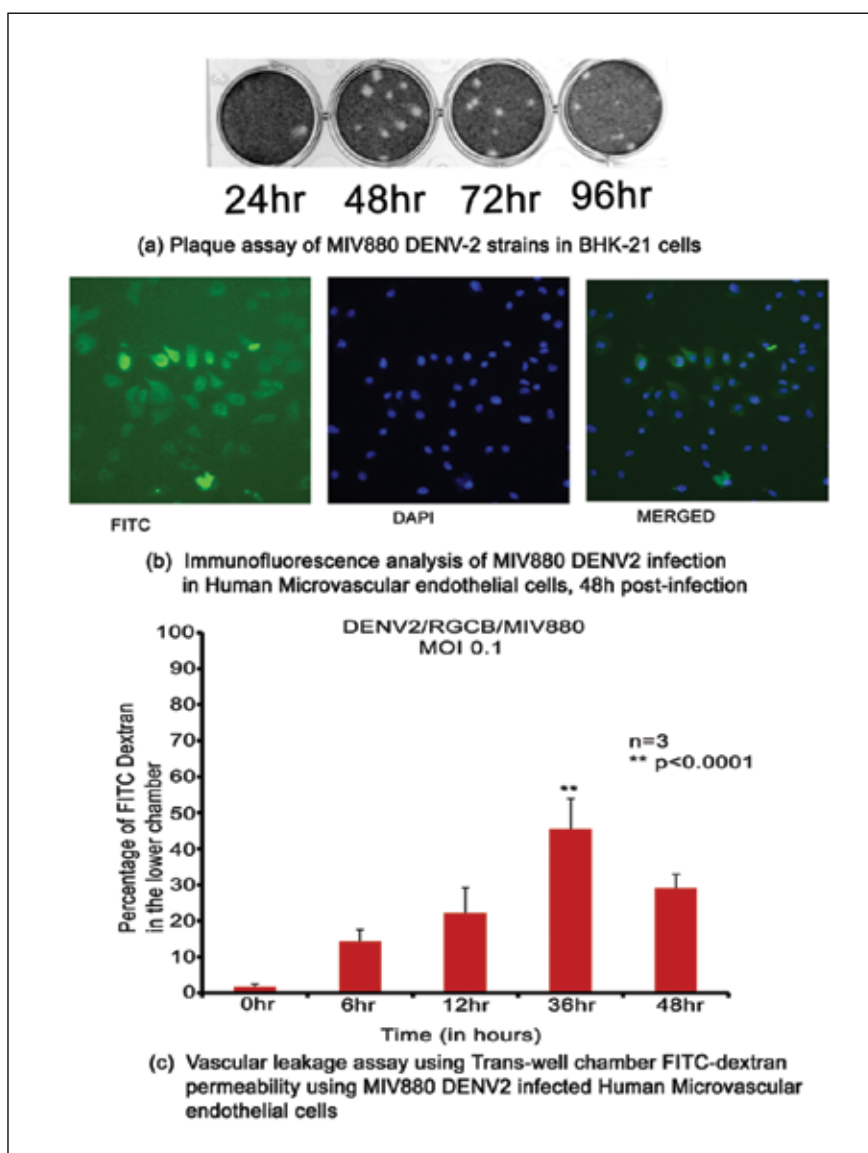 24hr 48hr 72hr 96hr
(a) Plaque assay of MIV880 DENV-2 strains in BHK-21 cells
FITC
DAPI
MERGED
(b) Immunofluorescence analysis of MIV880 DENV2 infection
in Human Microvascular endothelial cells, 48h post-infection
DENV2/RGCB/MIV880
MOI 0.1
n=3
** p<0.0001
**
Percentage of FITC Dextran
in the lower chamber
100
90
80
70
60
50
40
30
20
10
0
0hr 6hr 12hr 36hr 48hr
Time (in hours)
(c) Vascular leakage assay using Trans-well chamber FITC-dextran
permeability using MIV880 DENV2 infected Human Microvascular
endothelial cells